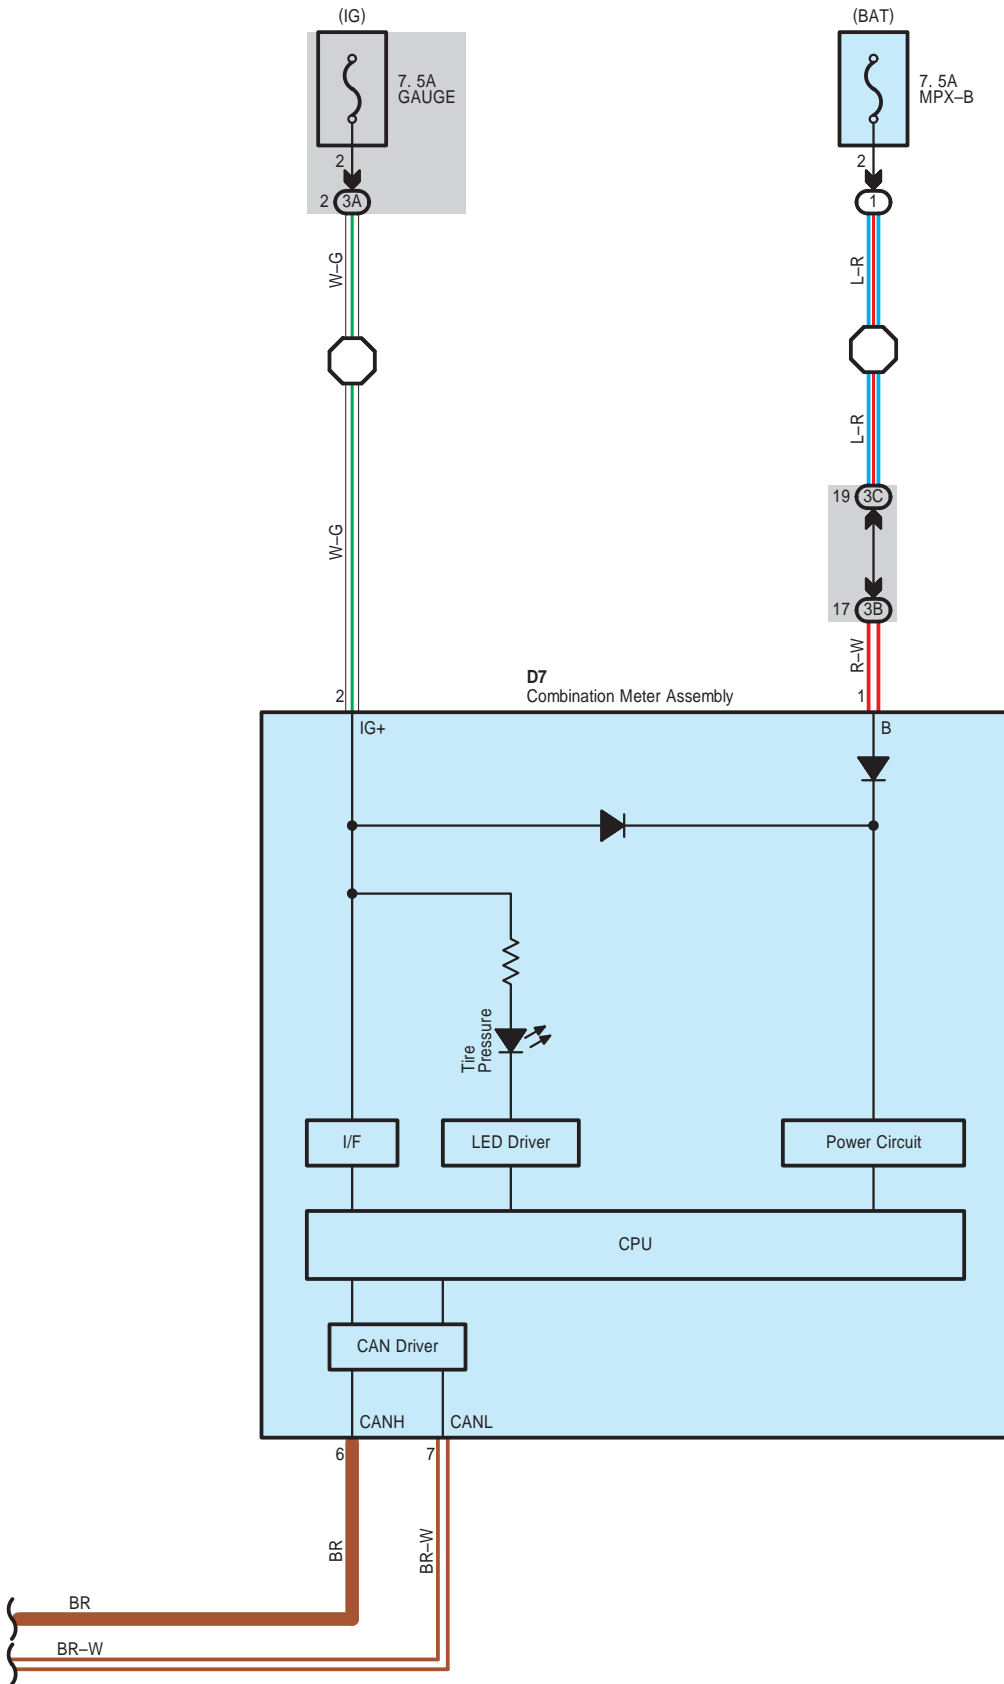 (IG)
(BAT)
7. 5A
GAUGE
7. 5A
MPX–B
2
2
2 3A
1
W–G
L–R
L–R
19 3C
W–G
17 3B
R–W
D7
Combination Meter Assembly
2
1
IG+
B
Tire
Pressure
I/F
LED Driver
Power Circuit
CPU
CAN Driver
CANH
CANL
6
7
BR
BR–W
BR
BR–W